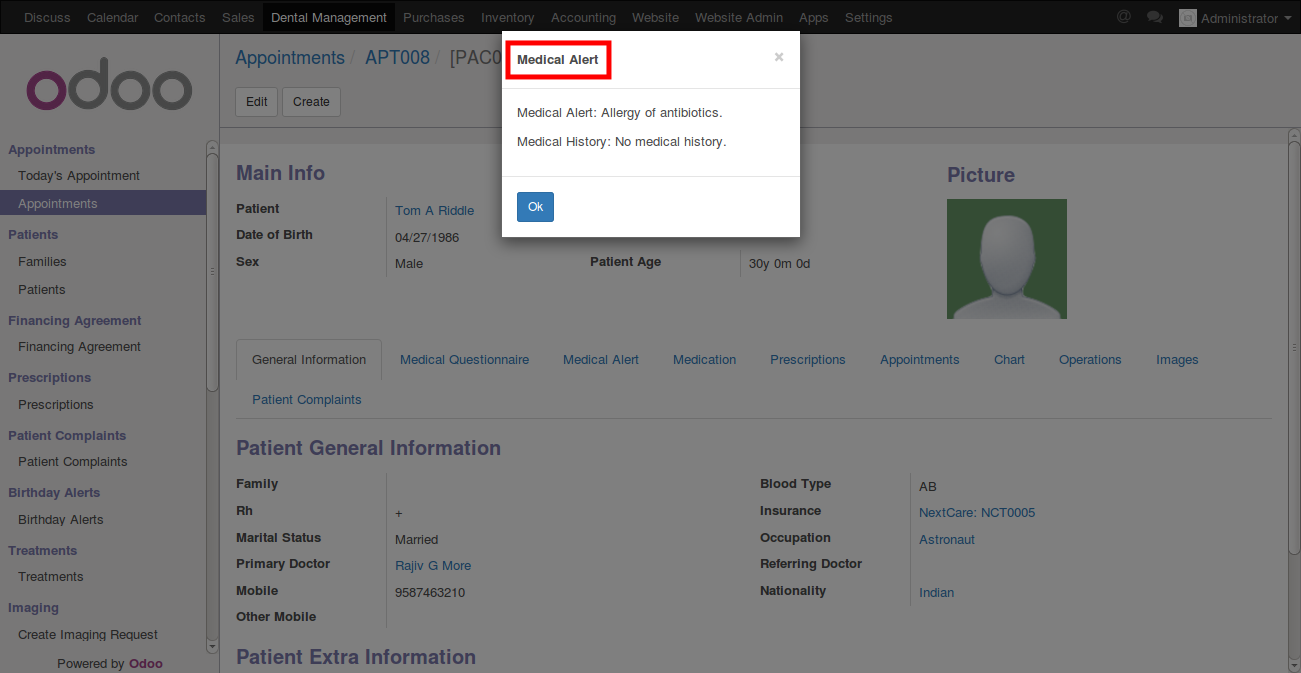 Discuss Calendar Contacts Sales Dental Management Purchases Inventory Accounting Website Website Admin Apps Settings @ Administrator
odoo
Appointments
Today's Appointment
Appointments
Patients
Families
Patients
Financing Agreement
Financing Agreement
Prescriptions
Prescriptions
Patient Complaints
Patient Complaints
Birthday Alerts
Birthday Alerts
Treatments
Treatments
Imaging
Create Imaging Request
Powered by Odoo
Appointments / APT008 / [PAC0
Edit Create
Medical Alert ×
Medical Alert: Allergy of antibiotics.
Medical History: No medical history.
Ok
Main Info
Patient Tom A Riddle
Date of Birth 04/27/1986
Sex Male Patient Age 30y 0m 0d
Picture
General Information Medical Questionnaire Medical Alert Medication Prescriptions Appointments Chart Operations Images
Patient Complaints
Patient General Information
Family Blood Type AB
Rh + Insurance NextCare: NCT0005
Marital Status Married Occupation Astronaut
Primary Doctor Rajiv G More Referring Doctor
Mobile 9587463210 Nationality Indian
Other Mobile
Patient Extra Information